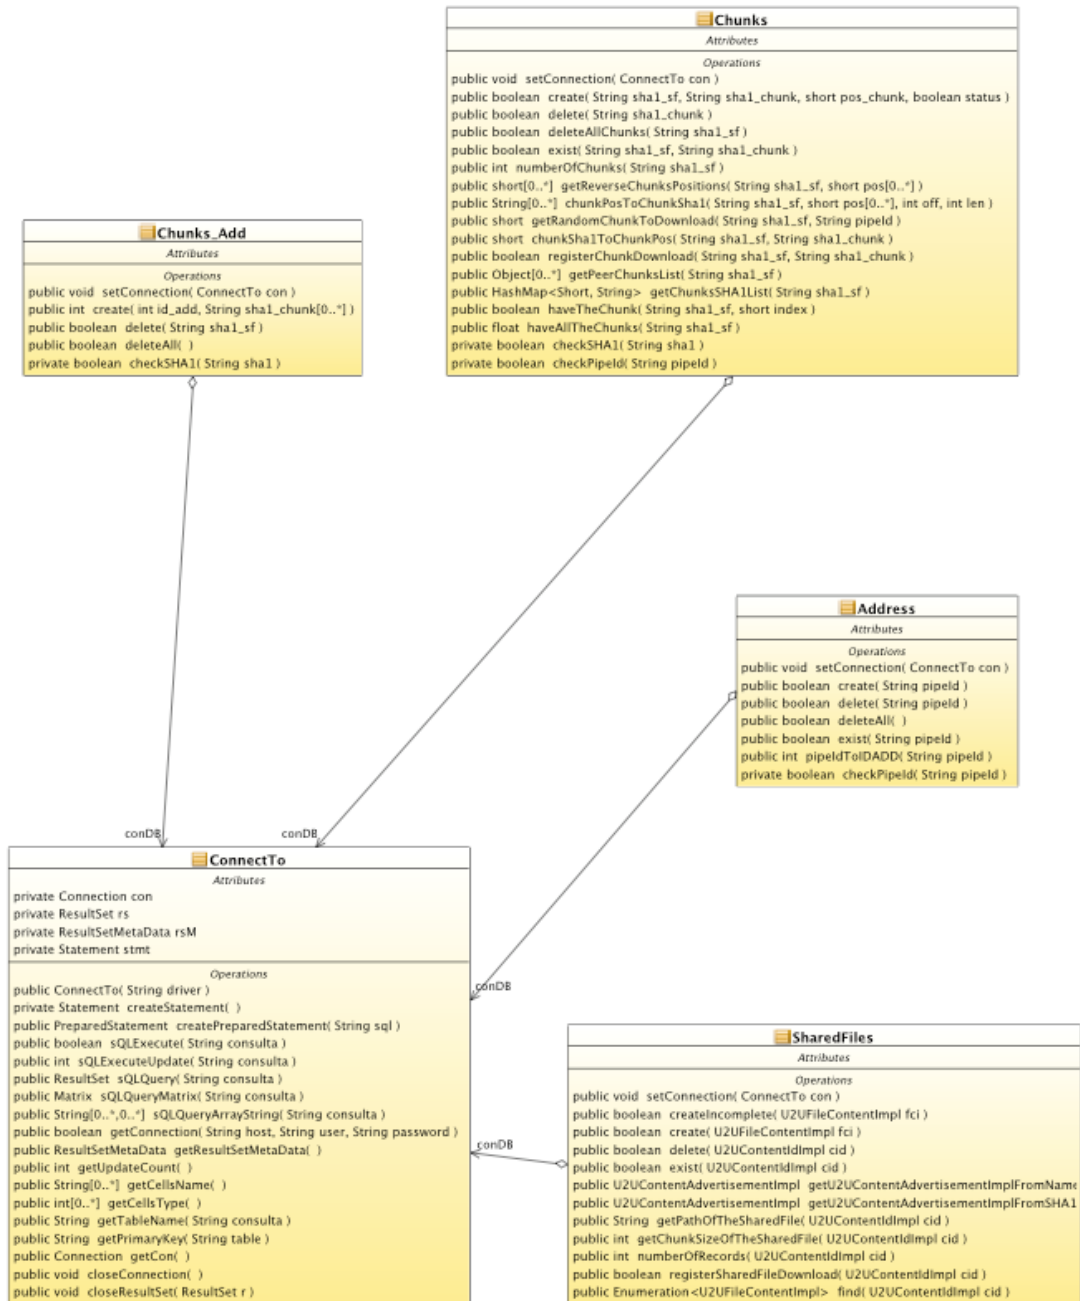 Chunks
Attributes
Operations
public void setConnection( ConnectTo con )
public boolean create( String sha1_sf, String sha1_chunk, short pos_chunk, boolean status )
public boolean delete( String sha1_chunk )
public boolean deleteAllChunks( String sha1_sf )
public boolean exist( String sha1_sf, String sha1_chunk )
public int numberOfChunks( String sha1_sf )
public short[0..*] getReverseChunksPositions( String sha1_sf, short pos[0..*] )
public String[0..*] chunkPosToChunkSha1( String sha1_sf, short pos[0..*], int off, int len )
public short getRandomChunkToDownload( String sha1_sf, String pipeId )
public short chunkSha1ToChunkPos( String sha1_sf, String sha1_chunk )
public boolean registerChunkDownload( String sha1_sf, String sha1_chunk )
public Object[0..*] getPeerChunksList( String sha1_sf )
public HashMap<Short, String> getChunksSHA1List( String sha1_sf )
public boolean haveTheChunk( String sha1_sf, short index )
public float haveAllTheChunks( String sha1_sf )
private boolean checkSHA1( String sha1 )
private boolean checkPipeId( String pipeId )
Chunks_Add
Attributes
Operations
public void setConnection( ConnectTo con )
public int create( int id_add, String sha1_chunk[0..*] )
public boolean delete( String sha1_sf )
public boolean deleteAll( )
private boolean checkSHA1( String sha1 )
Address
Attributes
Operations
public void setConnection( ConnectTo con )
public boolean create( String pipeId )
public boolean delete( String pipeId )
public boolean deleteAll( )
public boolean exist( String pipeId )
public int pipeIdToIDADD( String pipeId )
private boolean checkPipeId( String pipeId )
conDB
conDB
conDB
conDB
ConnectTo
Attributes
private Connection con
private ResultSet rs
private ResultSetMetaData rsM
private Statement stmt
Operations
public ConnectTo( String driver )
private Statement createStatement( )
public PreparedStatement createPreparedStatement( String sql )
public boolean sQLExecute( String consulta )
public int sQLExecuteUpdate( String consulta )
public ResultSet sQLQuery( String consulta )
public Matrix sQLQueryMatrix( String consulta )
public String[0..*,0..*] sQLQueryArrayString( String consulta )
public boolean getConnection( String host, String user, String password )
public ResultSetMetaData getResultSetMetaData( )
public int getUpdateCount( )
public String[0..*] getCellsName( )
public int[0..*] getCellsType( )
public String getTableName( String consulta )
public String getPrimaryKey( String table )
public Connection getCon( )
public void closeConnection( )
public void closeResultSet( ResultSet r )
SharedFiles
Attributes
Operations
public void setConnection( ConnectTo con )
public boolean createIncomplete( U2UFileContentImpl fci )
public boolean create( U2UFileContentImpl fci )
public boolean delete( U2UContentIdImpl cid )
public boolean exist( U2UContentIdImpl cid )
public U2UContentAdvertisementImpl getU2UContentAdvertisementImplFromName
public U2UContentAdvertisementImpl getU2UContentAdvertisementImplFromSHA1
public String getPathOfTheSharedFile( U2UContentIdImpl cid )
public int getChunkSizeOfTheSharedFile( U2UContentIdImpl cid )
public int numberOfRecords( U2UContentIdImpl cid )
public boolean registerSharedFileDownload( U2UContentIdImpl cid )
public Enumeration<U2UFileContentImpl> find( U2UContentIdImpl cid )